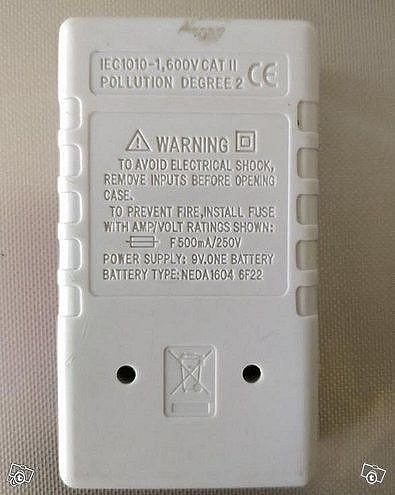 IEC1010-1,600V CAT II
POLLUTION DEGREE 2 CE
WARNING
TO AVOID ELECTRICAL SHOCK,
REMOVE INPUTS BEFORE OPENING
CASE.
TO PREVENT FIRE,INSTALL FUSE
WITH AMP/VOLT RATINGS SHOWN:
F500mA/250V
POWER SUPPLY: 9V.ONE BATTERY
BATTERY TYPE:NEDA1604 6F22